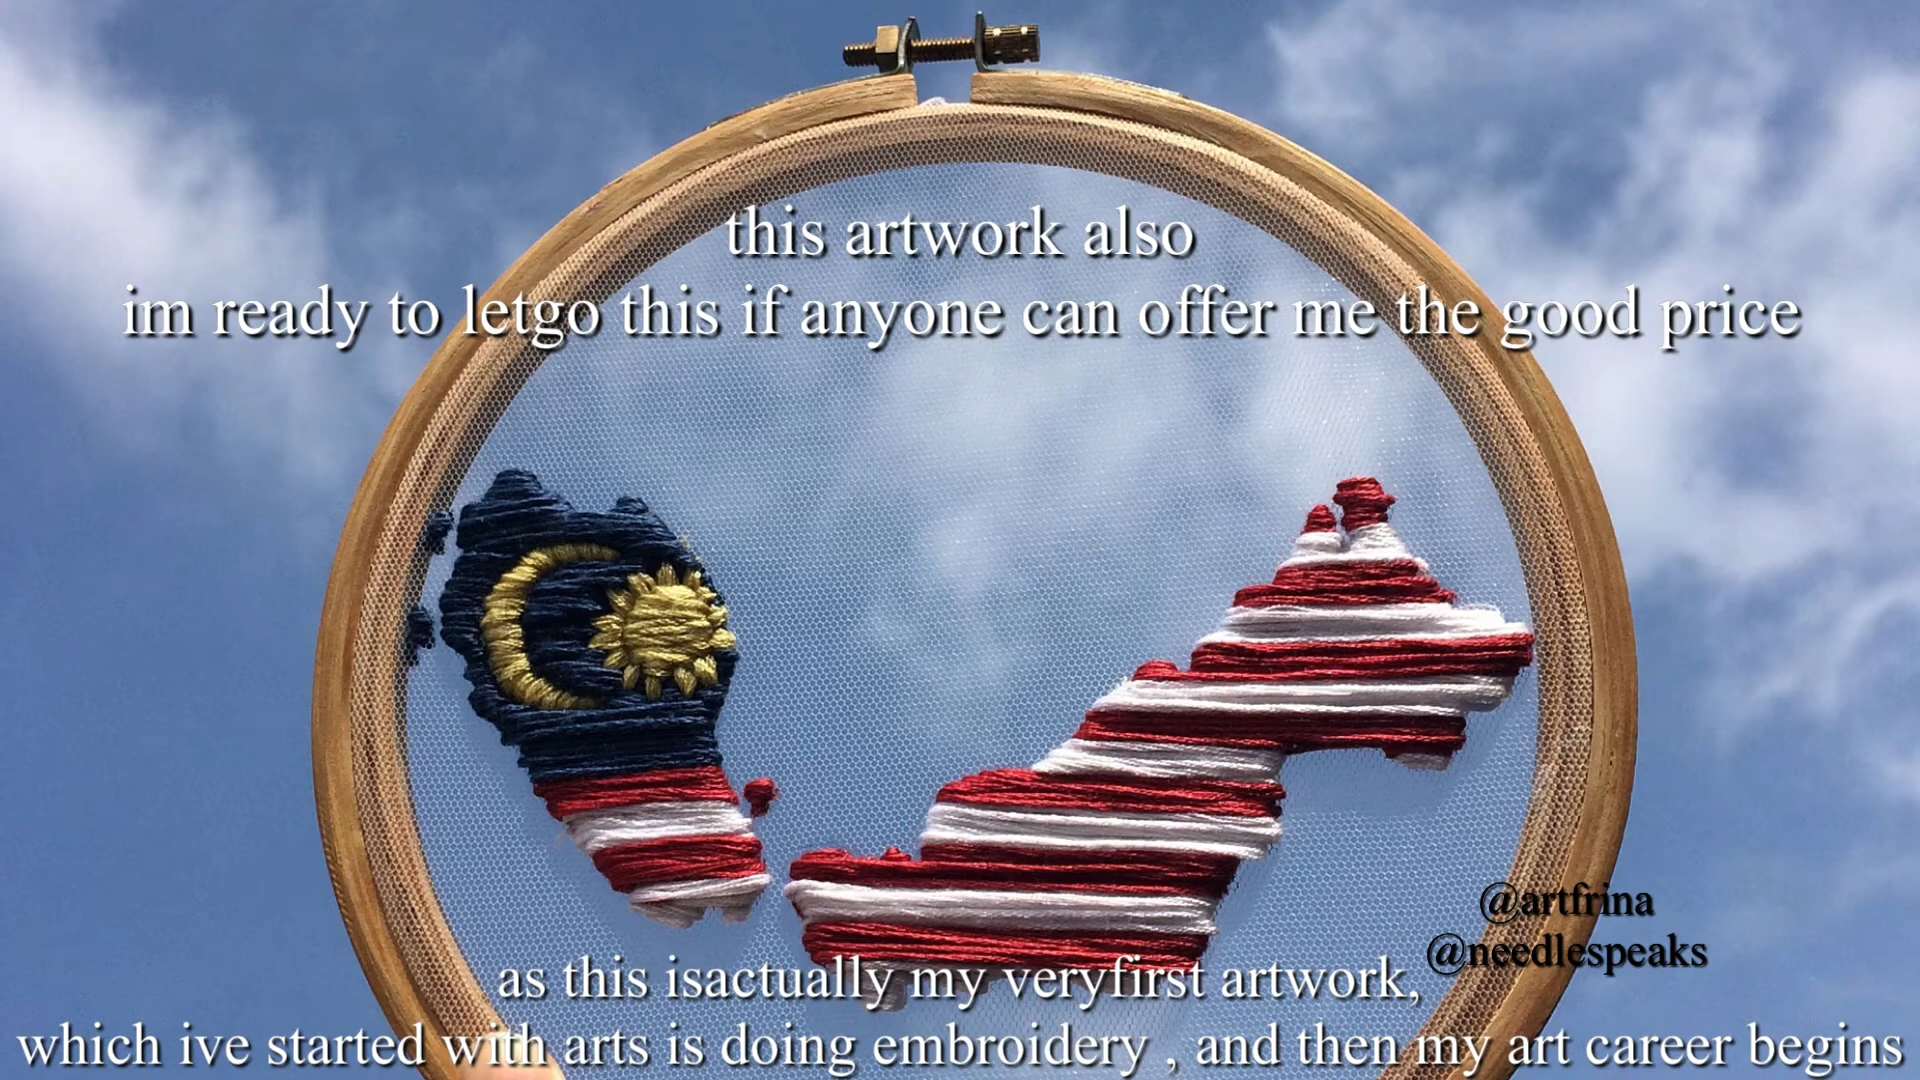 this artwork also
im ready to letgo this if anyone can offer me the good price
@artfrina
@needlespeaks
as this isactually my veryfirst artwork,
which ive started with arts is doing embroidery , and then my art career begins